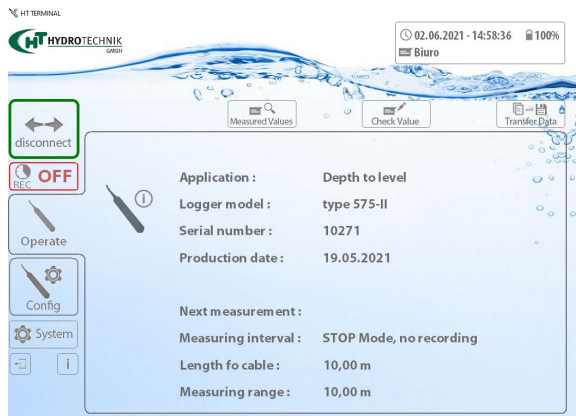 HT TERMINAL
HT HYDROTECHNIK
GMBH
02.06.2021 - 14:58:36 100%
Biuro
Measured Values
Check Value
Transfer Data
disconnect
REC OFF
Operate
Config
System
i
i
Application : Depth to level
Logger model : type 575-II
Serial number : 10271
Production date : 19.05.2021
Next measurement :
Measuring interval : STOP Mode, no recording
Length fo cable : 10,00 m
Measuring range : 10,00 m